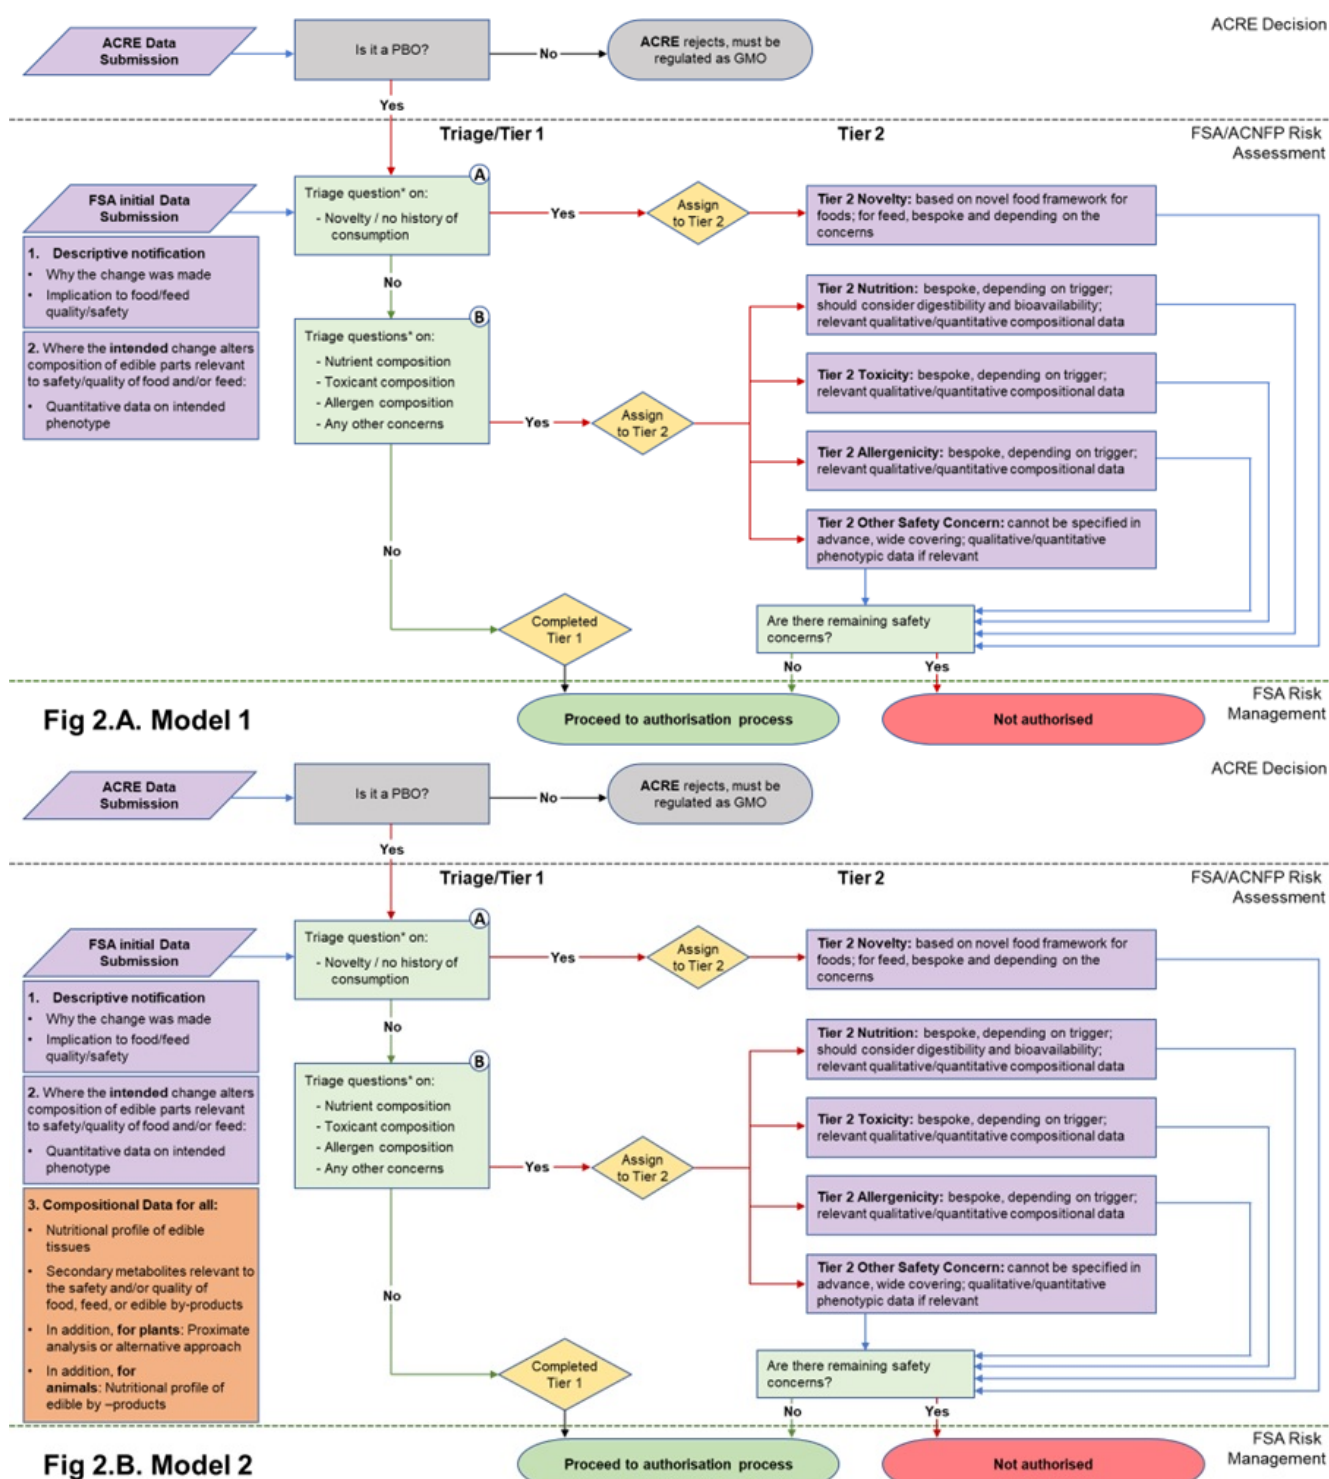 ACRE Decision
ACRE Data
Submission
Is it a PBO?
No
ACRE rejects, must be
regulated as GMO
Yes
Triage/Tier 1
Tier 2
FSA/ACNFP Risk
Assessment
FSA initial Data
Submission
1. Descriptive notification
• Why the change was made
• Implication to food/feed
quality/safety
2. Where the intended change alters
composition of edible parts relevant
to safety/quality of food and/or feed:
• Quantitative data on intended
phenotype
A
Triage question* on:
- Novelty / no history of
consumption
Yes
Assign
to Tier 2
Tier 2 Novelty: based on novel food framework for
foods; for feed, bespoke and depending on the
concerns
No
B
Triage questions* on:
- Nutrient composition
- Toxicant composition
- Allergen composition
- Any other concerns
Yes
Assign
to Tier 2
Tier 2 Nutrition: bespoke, depending on trigger;
should consider digestibility and bioavailability;
relevant qualitative/quantitative compositional data
Tier 2 Toxicity: bespoke, depending on trigger;
relevant qualitative/quantitative compositional data
Tier 2 Allergenicity: bespoke, depending on trigger;
relevant qualitative/quantitative compositional data
Tier 2 Other Safety Concern: cannot be specified in
advance, wide covering; qualitative/quantitative
phenotypic data if relevant
No
Completed
Tier 1
Are there remaining safety
concerns?
No
Yes
FSA Risk
Management
Fig 2.A. Model 1
Proceed to authorisation process
Not authorised
ACRE Decision
ACRE Data
Submission
Is it a PBO?
No
ACRE rejects, must be
regulated as GMO
Yes
Triage/Tier 1
Tier 2
FSA/ACNFP Risk
Assessment
FSA initial Data
Submission
1. Descriptive notification
• Why the change was made
• Implication to food/feed
quality/safety
2. Where the intended change alters
composition of edible parts relevant
to safety/quality of food and/or feed:
• Quantitative data on intended
phenotype
3. Compositional Data for all:
• Nutritional profile of edible
tissues
• Secondary metabolites relevant to
the safety and/or quality of
food, feed, or edible by-products
• In addition, for plants: Proximate
analysis or alternative approach
• In addition, for
animals: Nutritional profile of
edible by –products
A
Triage question* on:
- Novelty / no history of
consumption
Yes
Assign
to Tier 2
Tier 2 Novelty: based on novel food framework for
foods; for feed, bespoke and depending on the
concerns
No
B
Triage questions* on:
- Nutrient composition
- Toxicant composition
- Allergen composition
- Any other concerns
Yes
Assign
to Tier 2
Tier 2 Nutrition: bespoke, depending on trigger;
should consider digestibility and bioavailability;
relevant qualitative/quantitative compositional data
Tier 2 Toxicity: bespoke, depending on trigger;
relevant qualitative/quantitative compositional data
Tier 2 Allergenicity: bespoke, depending on trigger;
relevant qualitative/quantitative compositional data
Tier 2 Other Safety Concern: cannot be specified in
advance, wide covering; qualitative/quantitative
phenotypic data if relevant
No
Completed
Tier 1
Are there remaining safety
concerns?
No
Yes
FSA Risk
Management
Fig 2.B. Model 2
Proceed to authorisation process
Not authorised